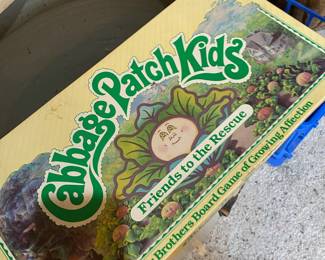 Cabbage Patch Kids
Friends to the Rescue
Brothers Board Game of Growing Affection